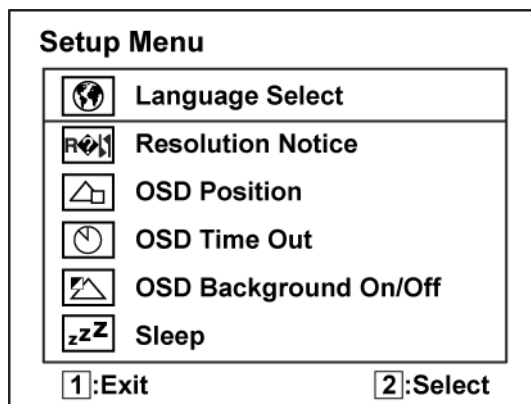 Setup Menu
Language Select
Resolution Notice
OSD Position
OSD Time Out
OSD Background On/Off
zzZ Sleep
1:Exit 2:Select